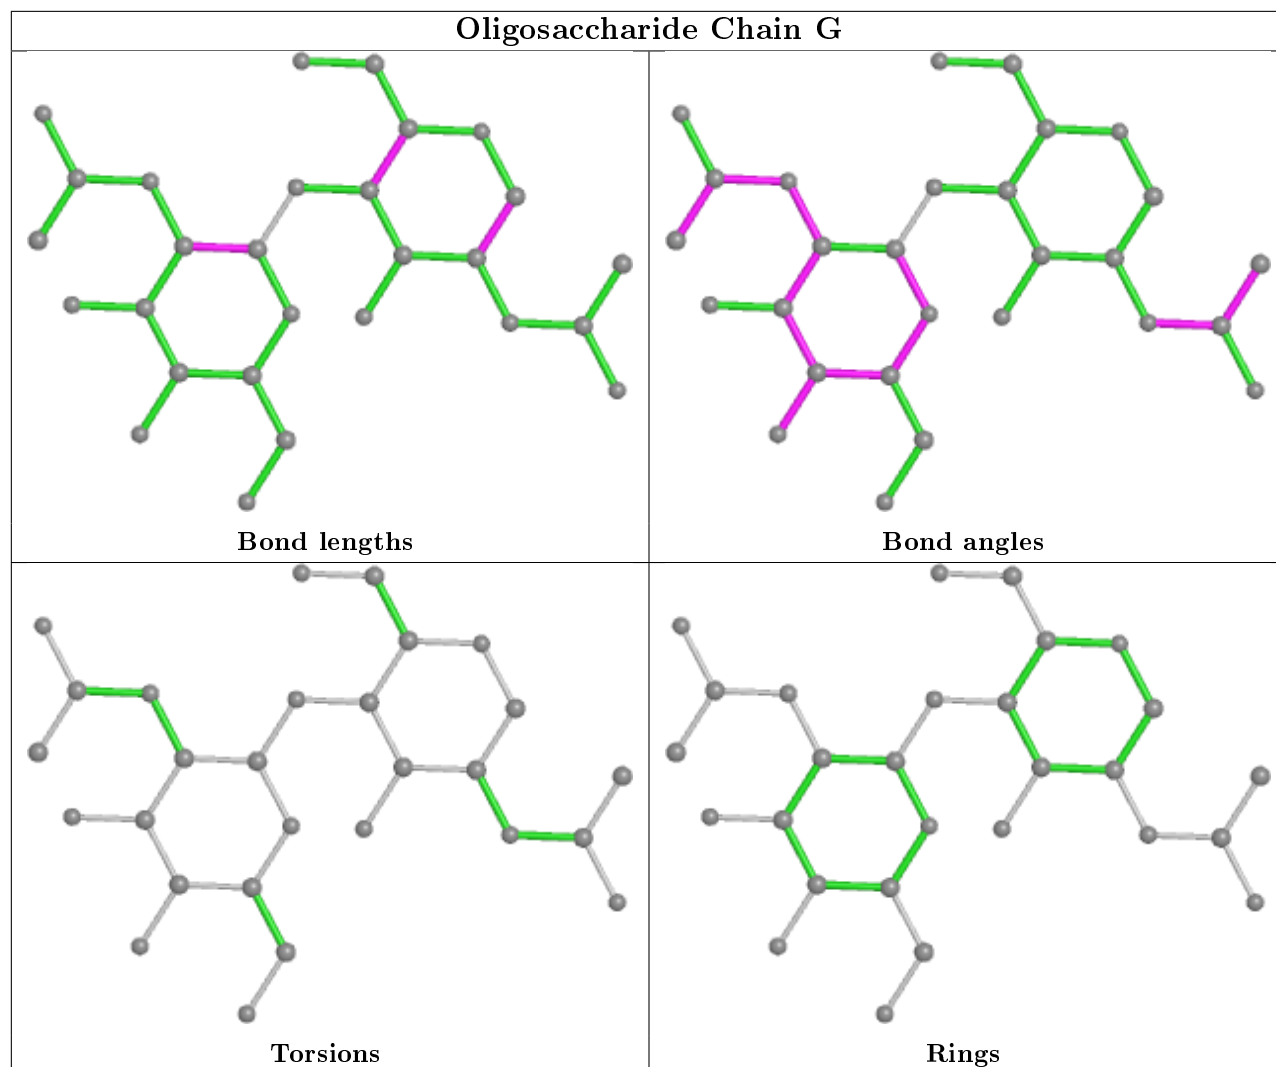 Oligosaccharide Chain G
Bond lengths
Bond angles
Torsions
Rings